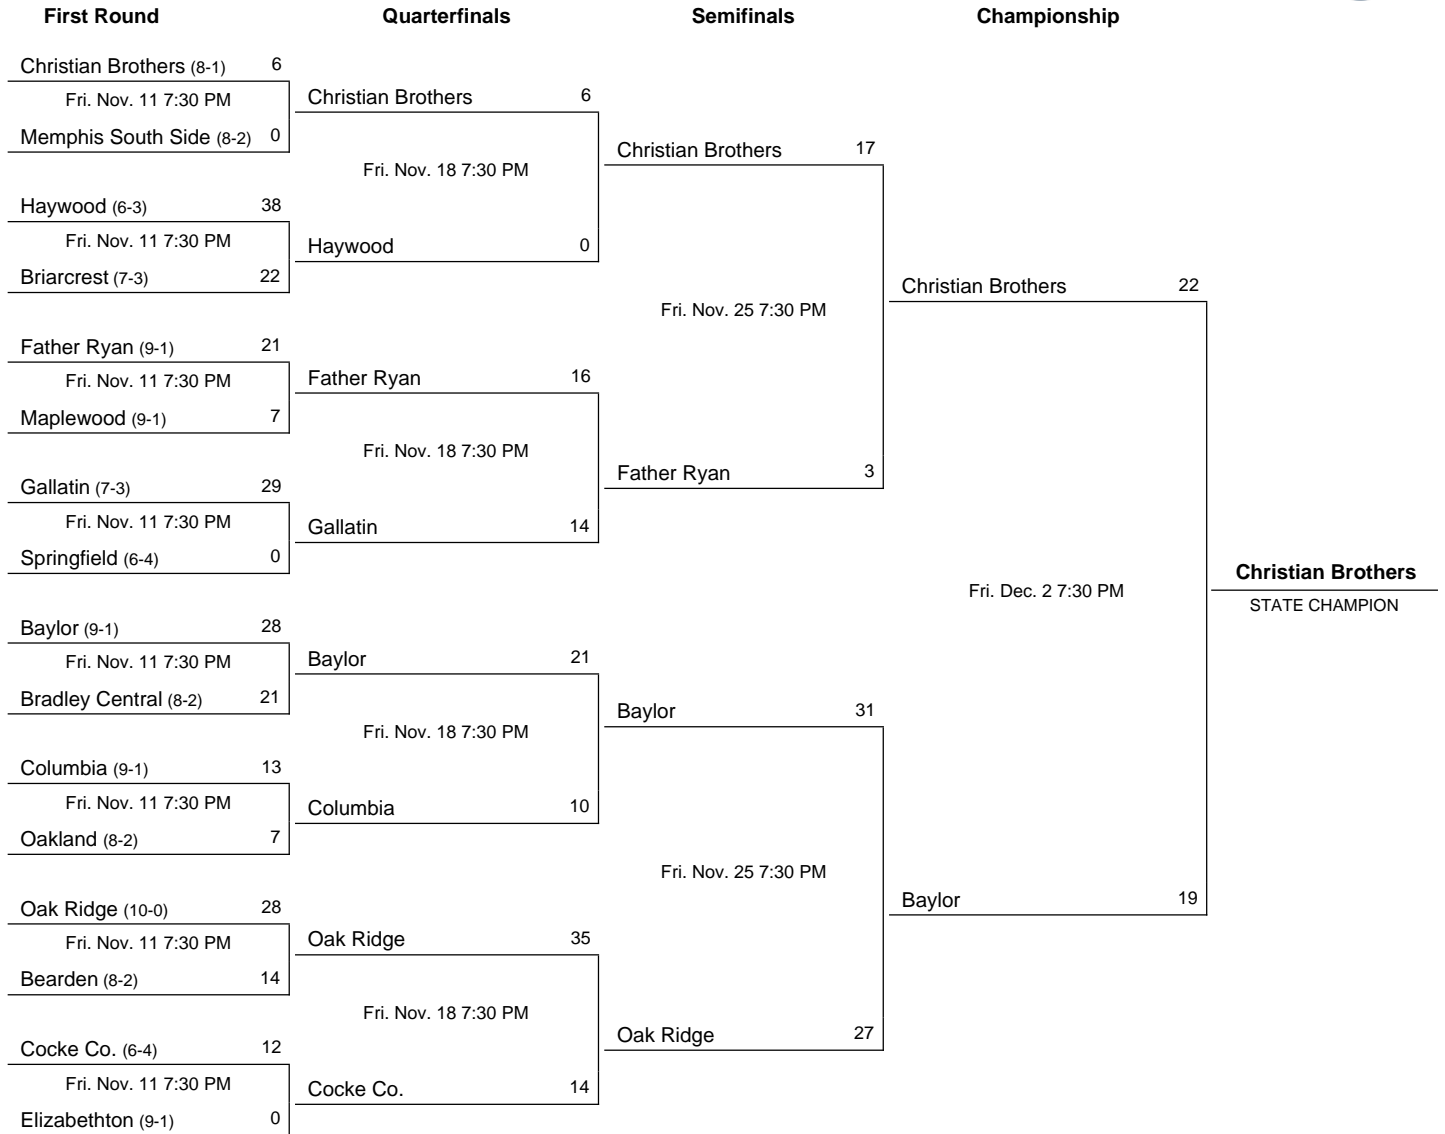 First Round Quarterfinals Semifinals Championship
Christian Brothers (8-1) 6
Fri. Nov. 11 7:30 PM
Memphis South Side (8-2) 0
Haywood (6-3) 38
Fri. Nov. 11 7:30 PM
Briarcrest (7-3) 22
Father Ryan (9-1) 21
Fri. Nov. 11 7:30 PM
Maplewood (9-1) 7
Gallatin (7-3) 29
Fri. Nov. 11 7:30 PM
Springfield (6-4) 0
Baylor (9-1) 28
Fri. Nov. 11 7:30 PM
Bradley Central (8-2) 21
Columbia (9-1) 13
Fri. Nov. 11 7:30 PM
Oakland (8-2) 7
Oak Ridge (10-0) 28
Fri. Nov. 11 7:30 PM
Bearden (8-2) 14
Cocke Co. (6-4) 12
Fri. Nov. 11 7:30 PM
Elizabethton (9-1) 0
Christian Brothers 6
Fri. Nov. 18 7:30 PM
Haywood 0
Father Ryan 16
Fri. Nov. 18 7:30 PM
Gallatin 14
Baylor 21
Fri. Nov. 18 7:30 PM
Columbia 10
Oak Ridge 35
Fri. Nov. 18 7:30 PM
Cocke Co. 14
Christian Brothers 17
Fri. Nov. 25 7:30 PM
Father Ryan 3
Baylor 31
Fri. Nov. 25 7:30 PM
Oak Ridge 27
Christian Brothers 22
Fri. Dec. 2 7:30 PM
Baylor 19
Christian Brothers
STATE CHAMPION